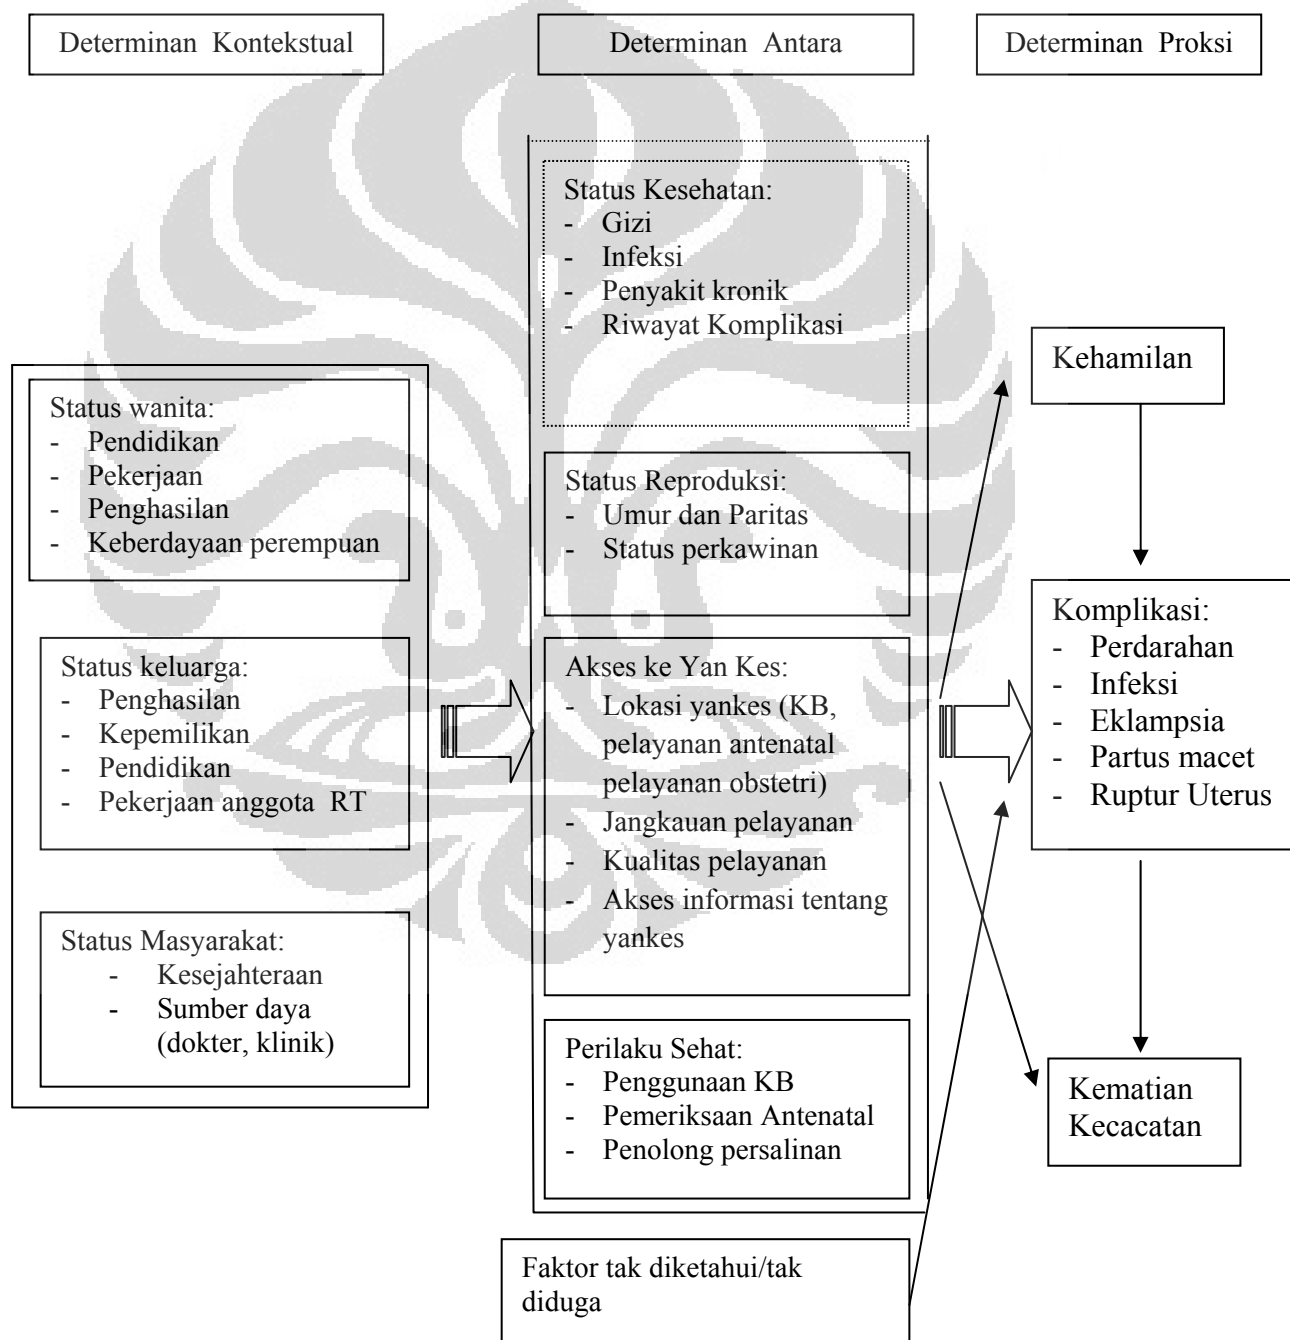 Determinan Kontekstual
Determinan Antara
Determinan Proksi
Status wanita:
- Pendidikan
- Pekerjaan
- Penghasilan
- Keberdayaan perempuan
Status keluarga:
- Penghasilan
- Kepemilikan
- Pendidikan
- Pekerjaan anggota RT
Status Masyarakat:
- Kesejahteraan
- Sumber daya
(dokter, klinik)
Status Kesehatan:
- Gizi
- Infeksi
- Penyakit kronik
- Riwayat Komplikasi
Status Reproduksi:
- Umur dan Paritas
- Status perkawinan
Akses ke Yan Kes:
- Lokasi yankes (KB,
pelayanan antenatal
pelayanan obstetri)
- Jangkauan pelayanan
- Kualitas pelayanan
- Akses informasi tentang
yankes
Perilaku Sehat:
- Penggunaan KB
- Pemeriksaan Antenatal
- Penolong persalinan
Faktor tak diketahui/tak
diduga
Kehamilan
Komplikasi:
- Perdarahan
- Infeksi
- Eklampsia
- Partus macet
- Ruptur Uterus
Kematian
Kecacatan